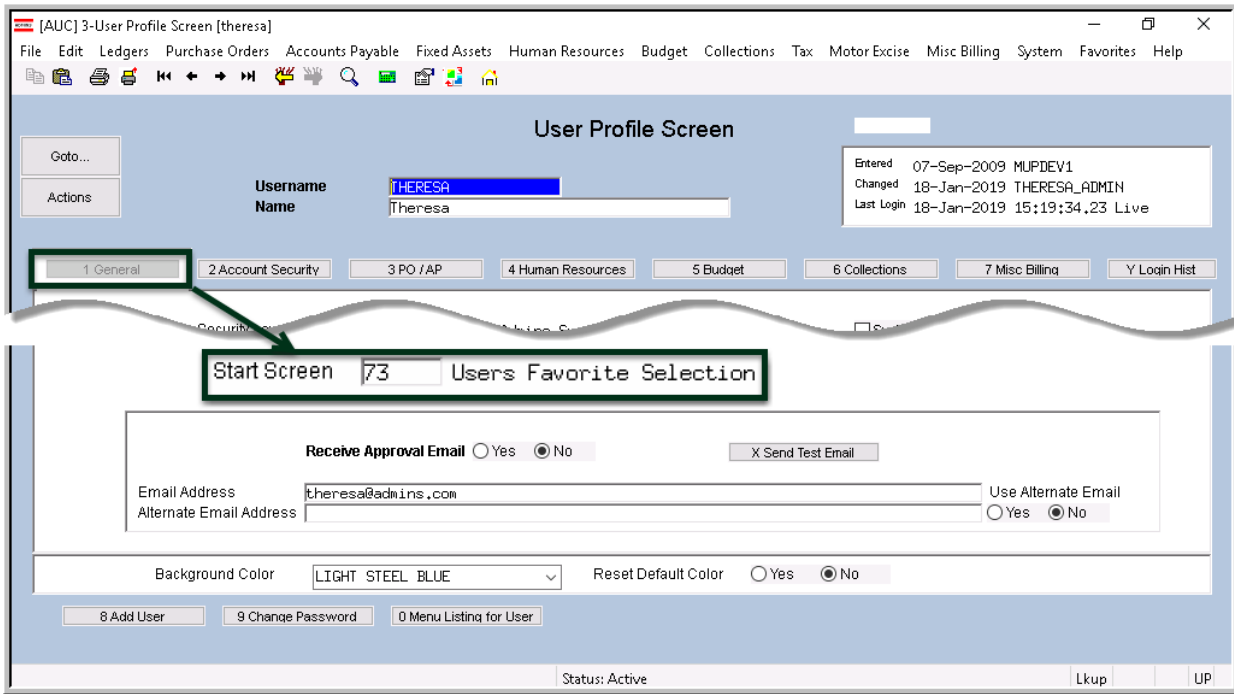 [AUC] 3-User Profile Screen [theresa]
File Edit Ledgers Purchase Orders Accounts Payable Fixed Assets Human Resources Budget Collections Tax Motor Excise Misc Billing System Favorites Help
User Profile Screen
Goto...
Actions
Username THERESA
Name Theresa
Entered 07-Sep-2009 MUPDEV1
Changed 18-Jan-2019 THERESA_ADMIN
Last Login 18-Jan-2019 15:19:34.23 Live
1 General 2 Account Security 3 PO / AP 4 Human Resources 5 Budget 6 Collections 7 Misc Billing Y Login Hist
Security
Start Screen 73 Users Favorite Selection
Receive Approval Email Yes No X Send Test Email
Email Address theresa@admins.com Use Alternate Email
Alternate Email Address Yes No
Background Color LIGHT STEEL BLUE Reset Default Color Yes No
8 Add User 9 Change Password 0 Menu Listing for User
Status: Active Lkup UP